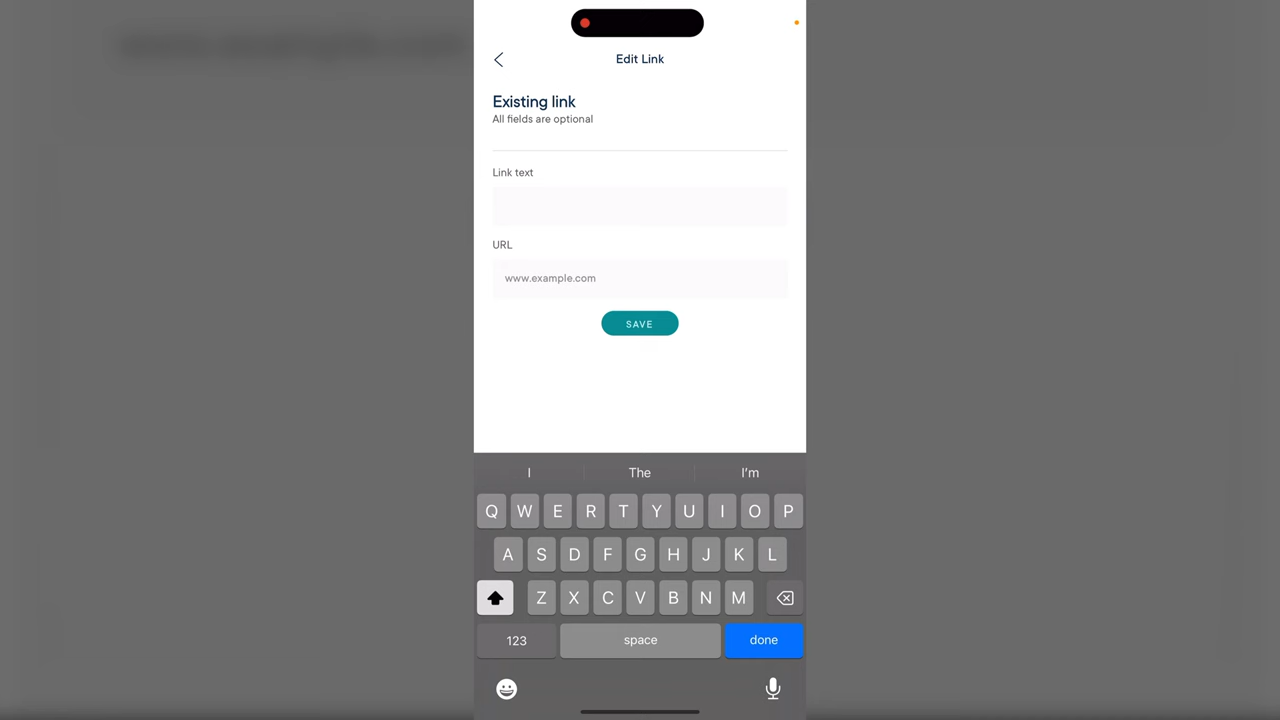 Edit Link
Existing link
All fields are optional
Link text
URL
www.example.com
SAVE
I The I'm
Q W E R T Y U I O P
A S D F G H J K L
Z X C V B N M
123 space done